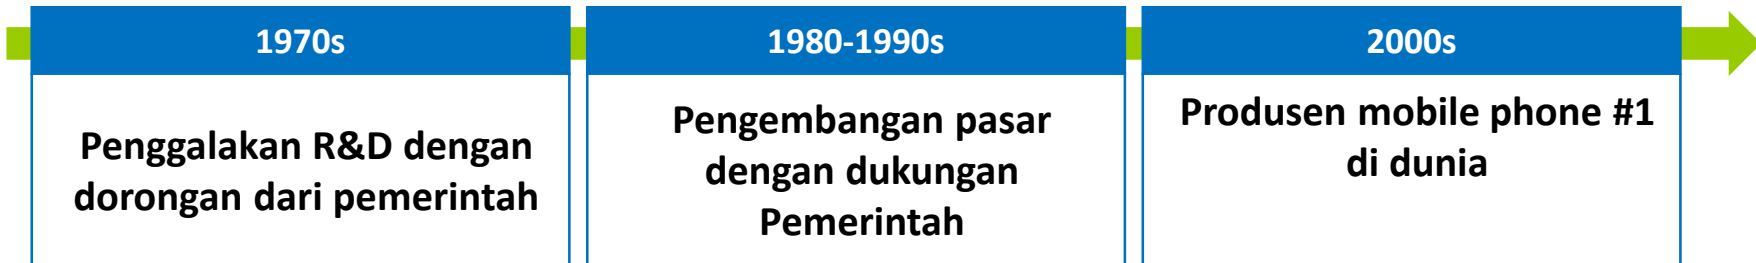 1970s
Penggalakan R&D dengan
dorongan dari pemerintah
1980-1990s
Pengembangan pasar
dengan dukungan
Pemerintah
2000s
Produsen mobile phone #1
di dunia